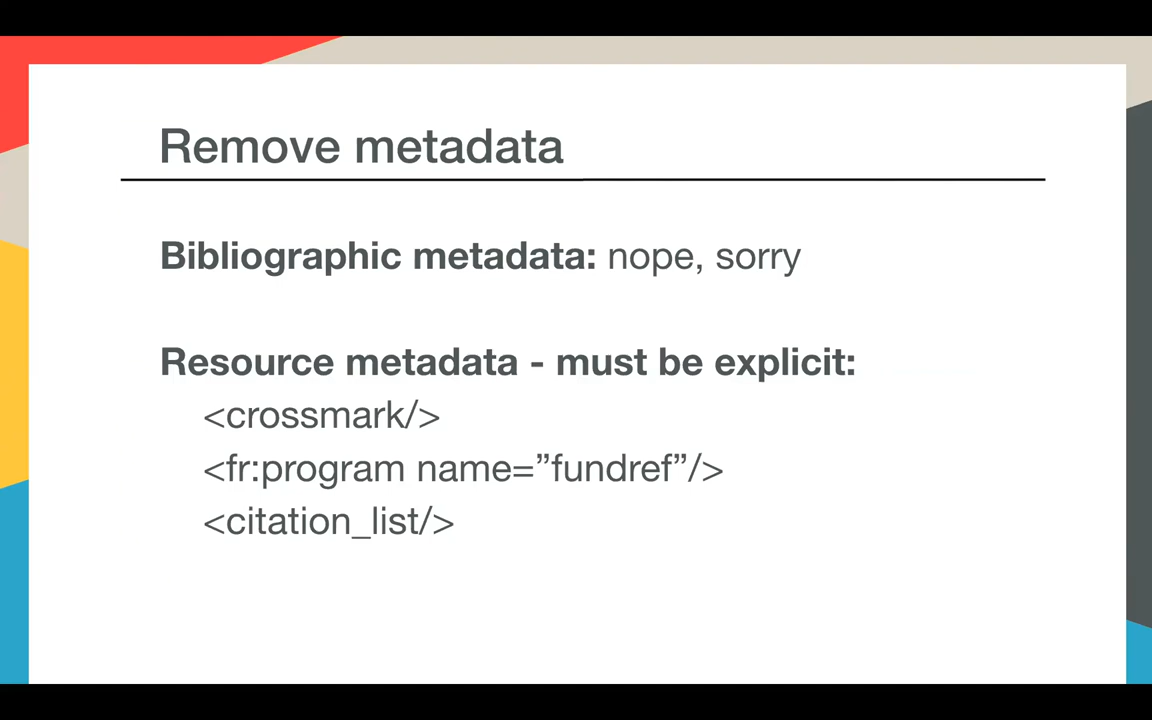 Remove metadata
Bibliographic metadata: nope, sorry
Resource metadata - must be explicit:
<crossmark/>
<fr:program name=”fundref”/>
<citation_list/>